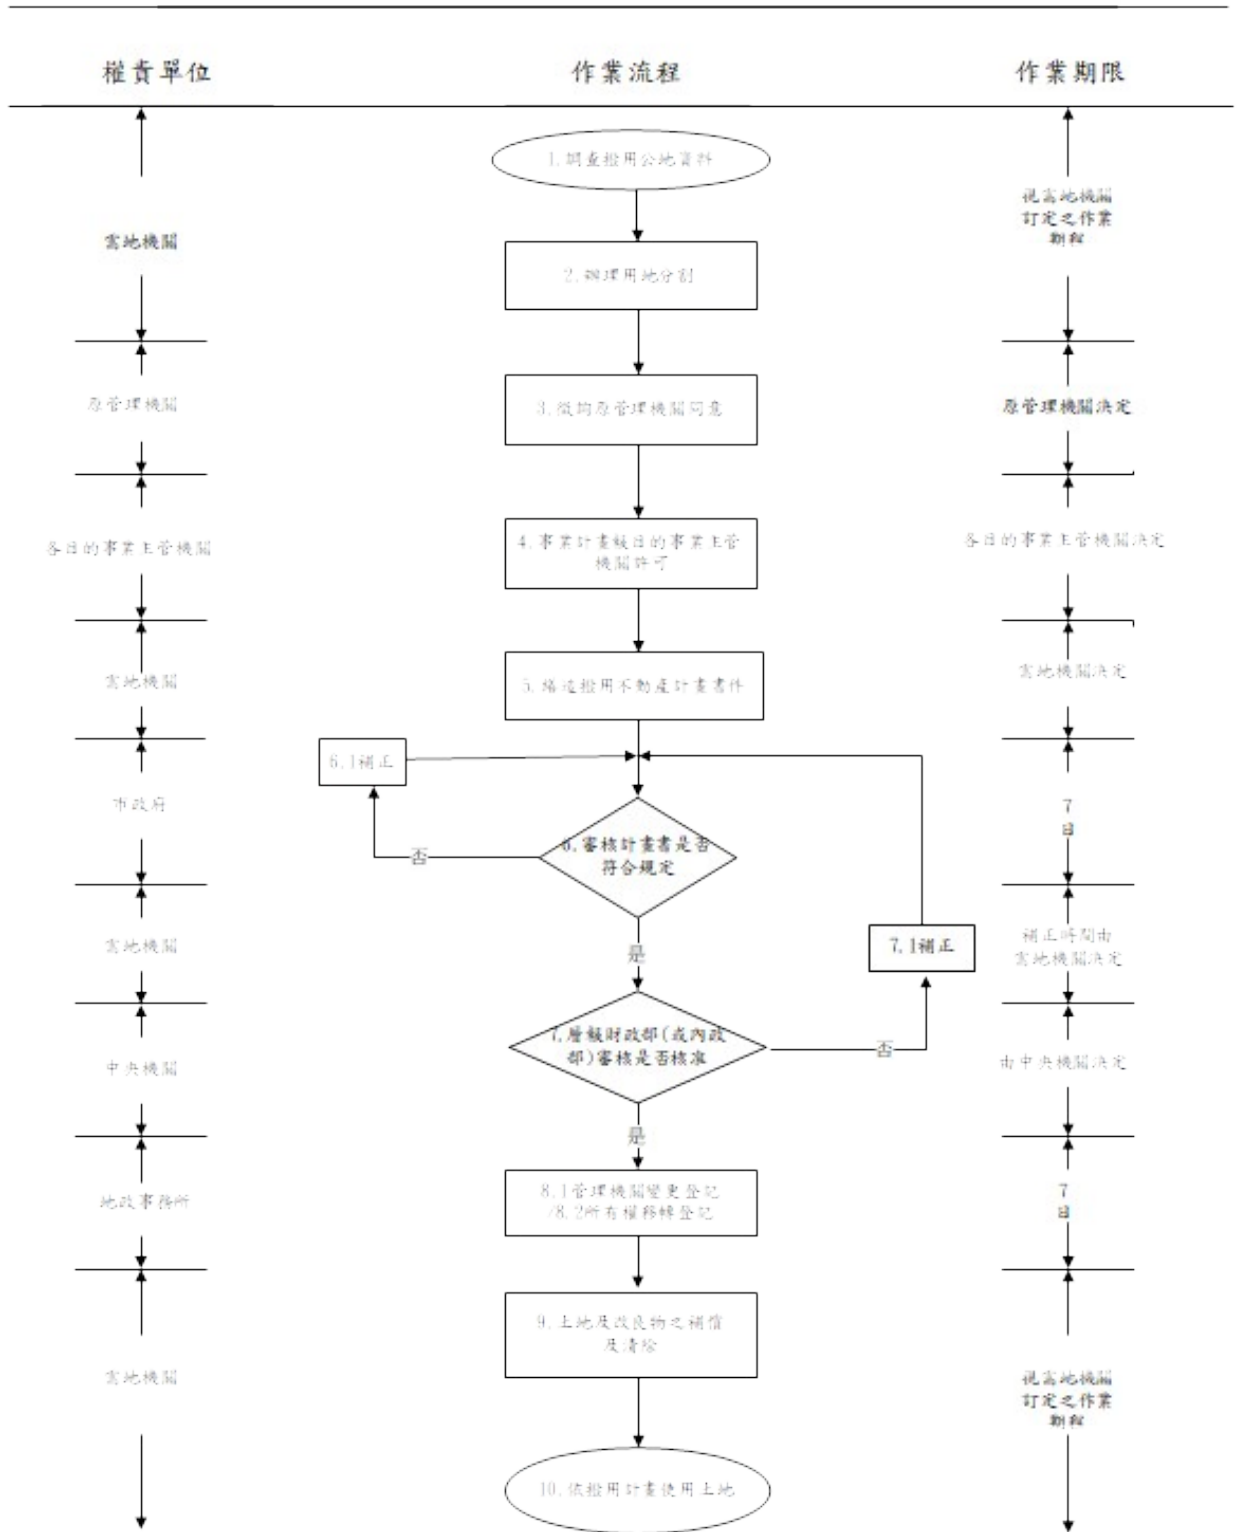 權責單位
作業流程
作業期限
1.調查撥用公地資料
需地機關
視需地機關
訂定之作業
期程
2.辦理用地分割
原管理機關
3.徵詢原管理機關同意
原管理機關決定
各目的事業主管機關
4.事業計畫報目的事業主管
機關許可
各目的事業主管機關決定
需地機關
5.繕造撥用不動產計畫書件
需地機關決定
6.1補正
市政府
7
日
6.審核計畫書是否
符合規定
否
需地機關
是
7.1補正
補正時間由
需地機關決定
中央機關
7.層報財政部(或內政
部)審核是否核准
否
由中央機關決定
是
地政事務所
8.1管理機關變更登記
/8.2所有權移轉登記
7
日
9.土地及改良物之補償
及清除
需地機關
視需地機關
訂定之作業
期程
10.依撥用計畫使用土地